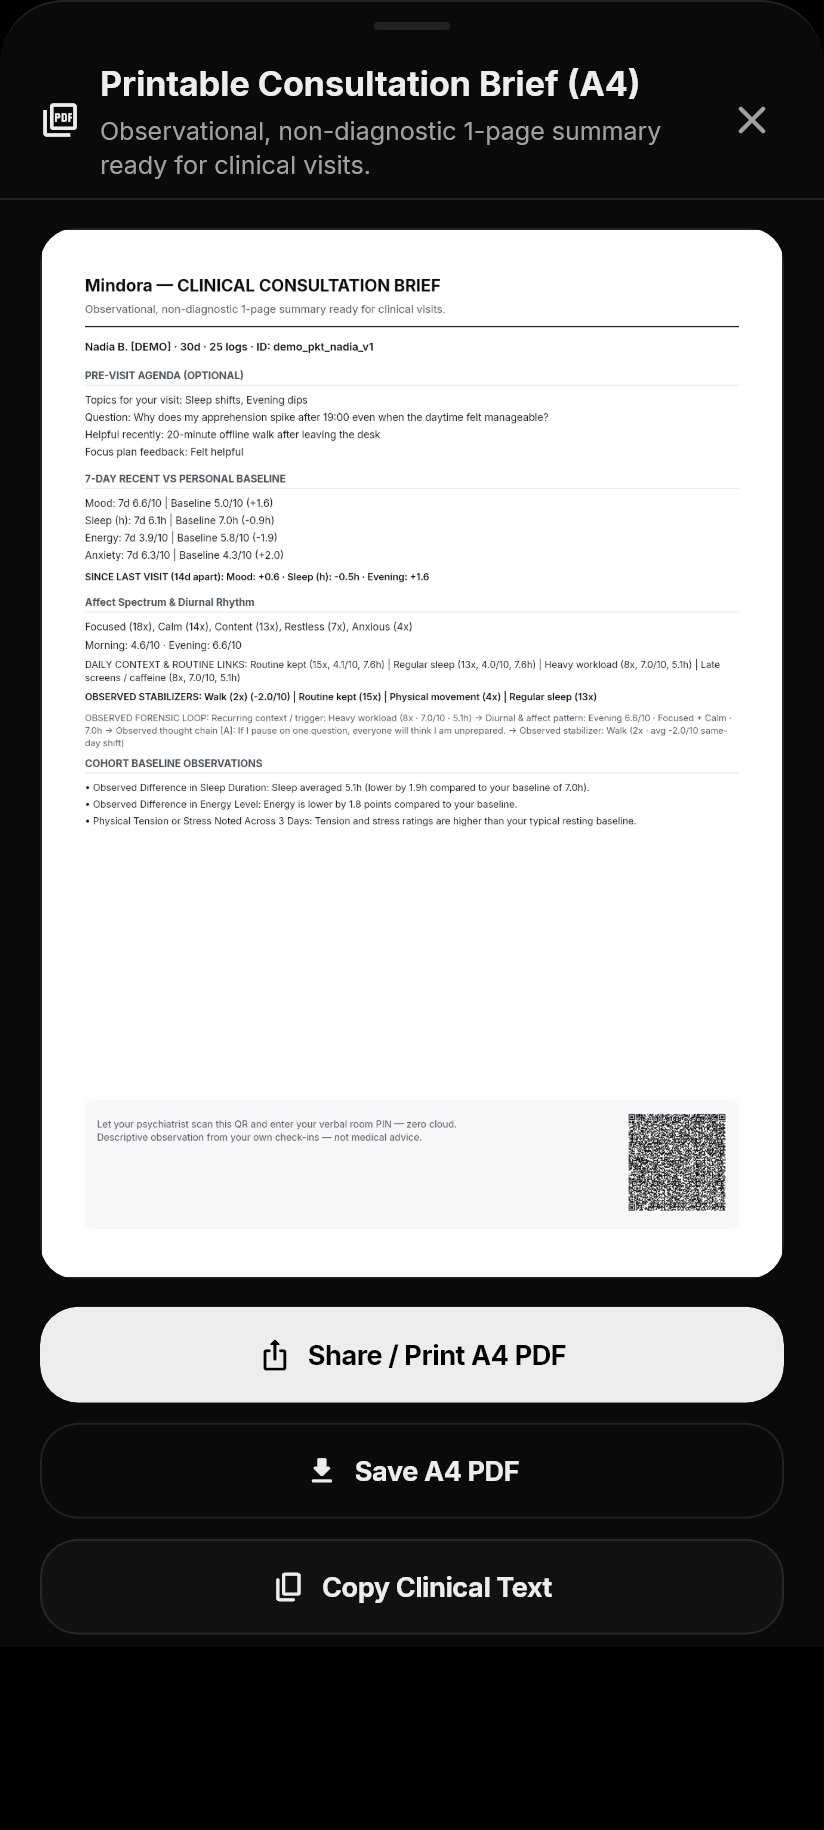 Printable Consultation Brief (A4)
PDF
Observational, non-diagnostic 1-page summary
ready for clinical visits.
Mindora — CLINICAL CONSULTATION BRIEF
Observational, non-diagnostic 1-page summary ready for clinical visits.
Nadia B. [DEMO] · 30d · 25 logs · ID: demo_pkt_nadia_v1
PRE-VISIT AGENDA (OPTIONAL)
Topics for your visit: Sleep shifts, Evening dips
Question: Why does my apprehension spike after 19:00 even when the daytime felt manageable?
Helpful recently: 20-minute offline walk after leaving the desk
Focus plan feedback: Felt helpful
7-DAY RECENT VS PERSONAL BASELINE
Mood: 7d 6.6/10 | Baseline 5.0/10 (+1.6)
Sleep (h): 7d 6.1h | Baseline 7.0h (-0.9h)
Energy: 7d 3.9/10 | Baseline 5.8/10 (-1.9)
Anxiety: 7d 6.3/10 | Baseline 4.3/10 (+2.0)
SINCE LAST VISIT (14d apart): Mood: +0.6 · Sleep (h): -0.5h · Evening: +1.6
Affect Spectrum & Diurnal Rhythm
Focused (18x), Calm (14x), Content (13x), Restless (7x), Anxious (4x)
Morning: 4.6/10 · Evening: 6.6/10
DAILY CONTEXT & ROUTINE LINKS: Routine kept (15x, 4.1/10, 7.6h) | Regular sleep (13x, 4.0/10, 7.6h) | Heavy workload (8x, 7.0/10, 5.1h) | Late
screens / caffeine (8x, 7.0/10, 5.1h)
OBSERVED STABILIZERS: Walk (2x) (-2.0/10) | Routine kept (15x) | Physical movement (4x) | Regular sleep (13x)
OBSERVED FORENSIC LOOP: Recurring context / trigger: Heavy workload (8x · 7.0/10 · 5.1h) → Diurnal & affect pattern: Evening 6.6/10 · Focused + Calm ·
7.0h → Observed thought chain [A]: If I pause on one question, everyone will think I am unprepared. → Observed stabilizer: Walk (2x · avg -2.0/10 same-
day shift)
COHORT BASELINE OBSERVATIONS
• Observed Difference in Sleep Duration: Sleep averaged 5.1h (lower by 1.9h compared to your baseline of 7.0h).
• Observed Difference in Energy Level: Energy is lower by 1.8 points compared to your baseline.
• Physical Tension or Stress Noted Across 3 Days: Tension and stress ratings are higher than your typical resting baseline.
Let your psychiatrist scan this QR and enter your verbal room PIN — zero cloud.
Descriptive observation from your own check-ins — not medical advice.
Share / Print A4 PDF
Save A4 PDF
Copy Clinical Text